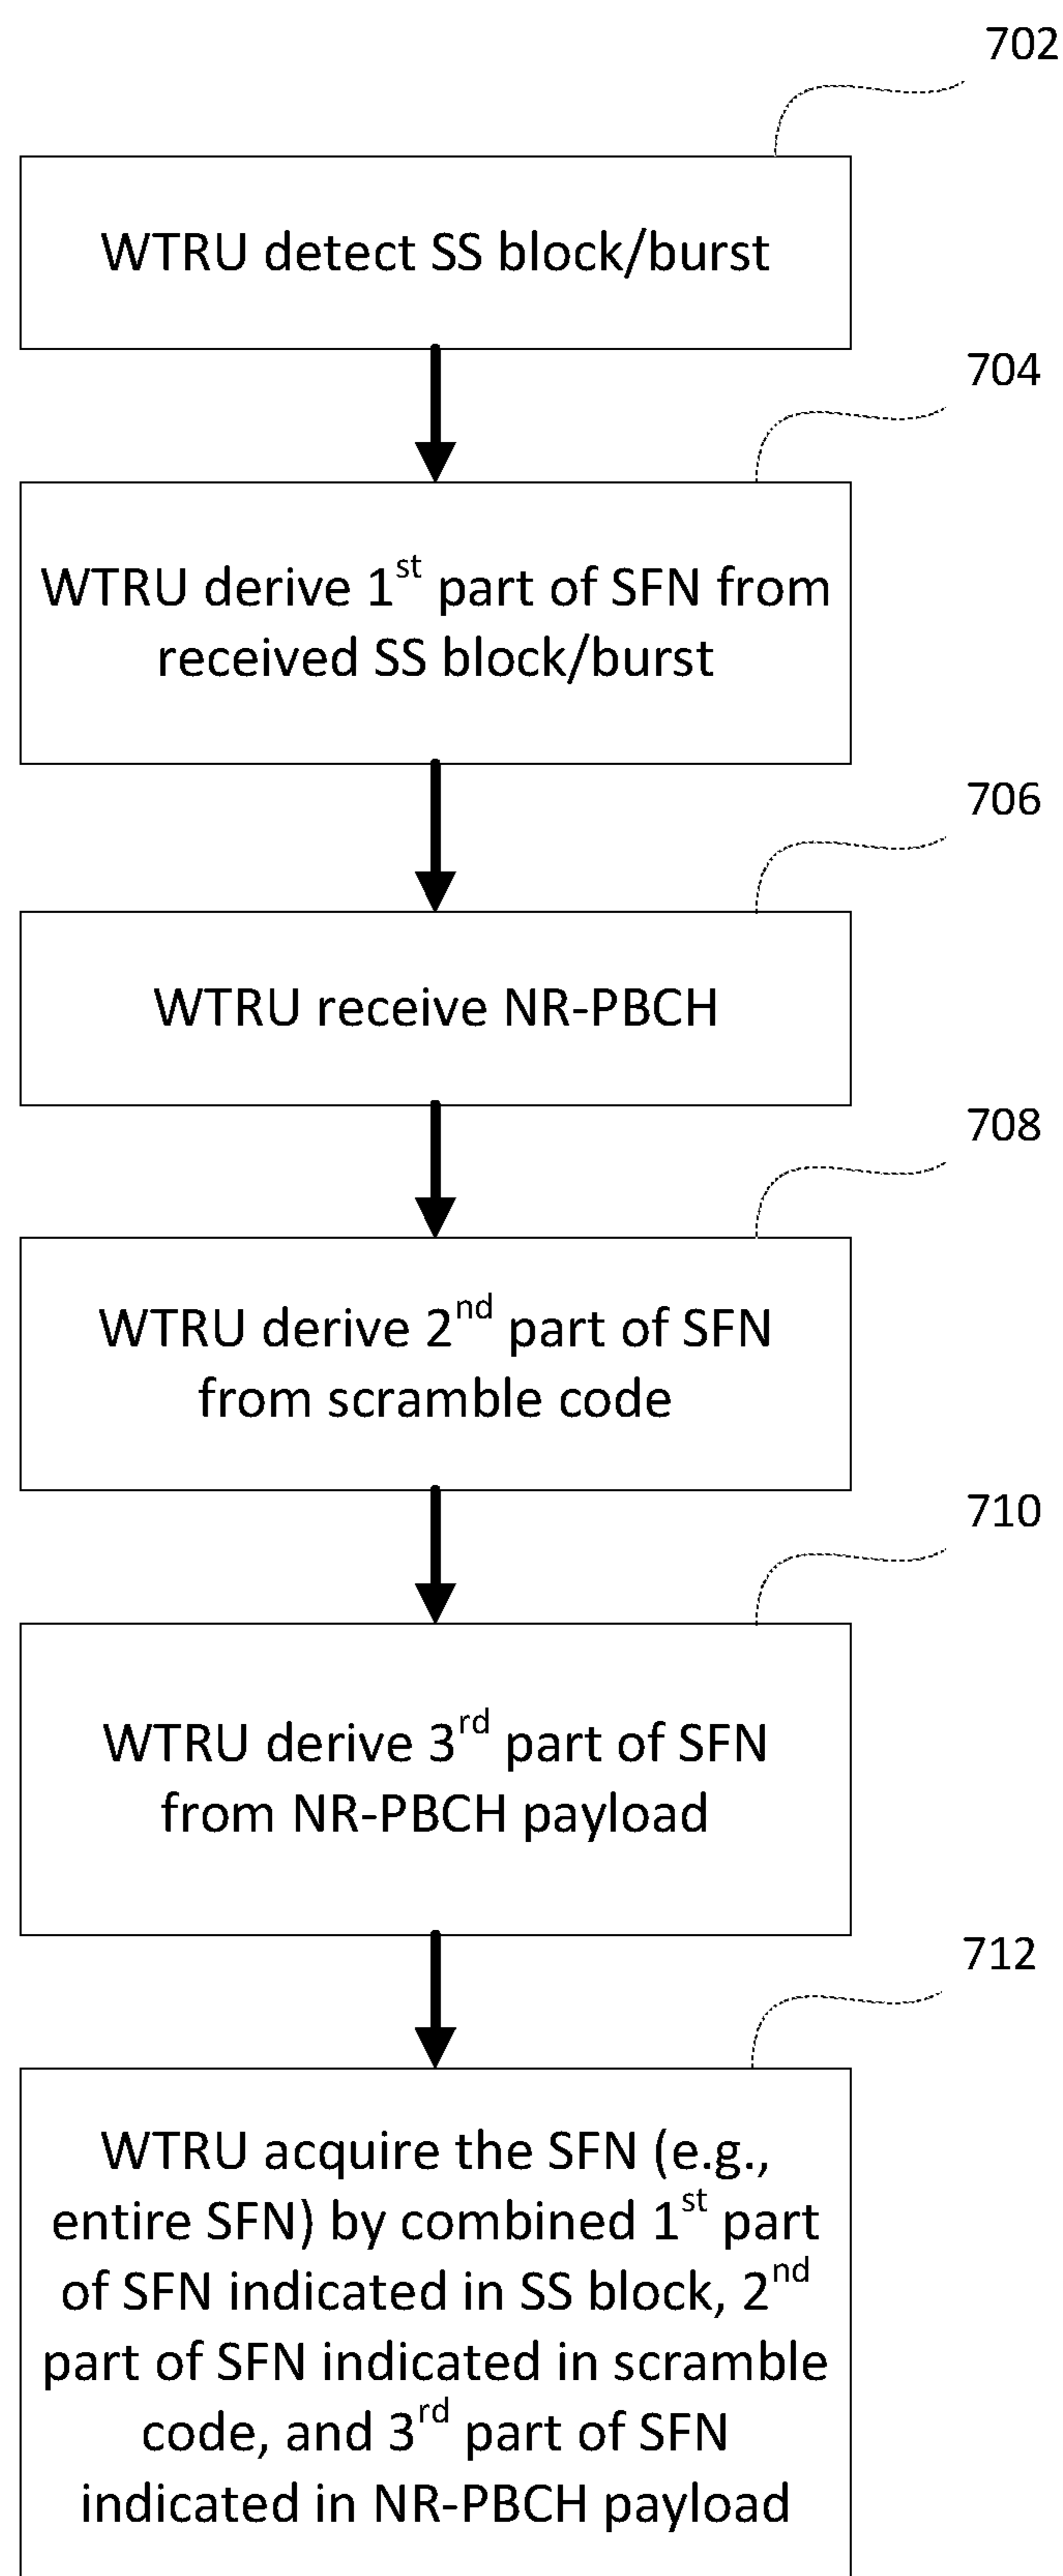 702
WTRU detect SS block/burst
704
WTRU derive 1st part of SFN from
received SS block/burst
706
WTRU receive NR-PBCH
708
WTRU derive 2nd part of SFN
from scramble code
710
WTRU derive 3rd part of SFN
from NR-PBCH payload
712
WTRU acquire the SFN (e.g.,
entire SFN) by combined 1st part
of SFN indicated in SS block, 2nd
part of SFN indicated in scramble
code, and 3rd part of SFN
indicated in NR-PBCH payload